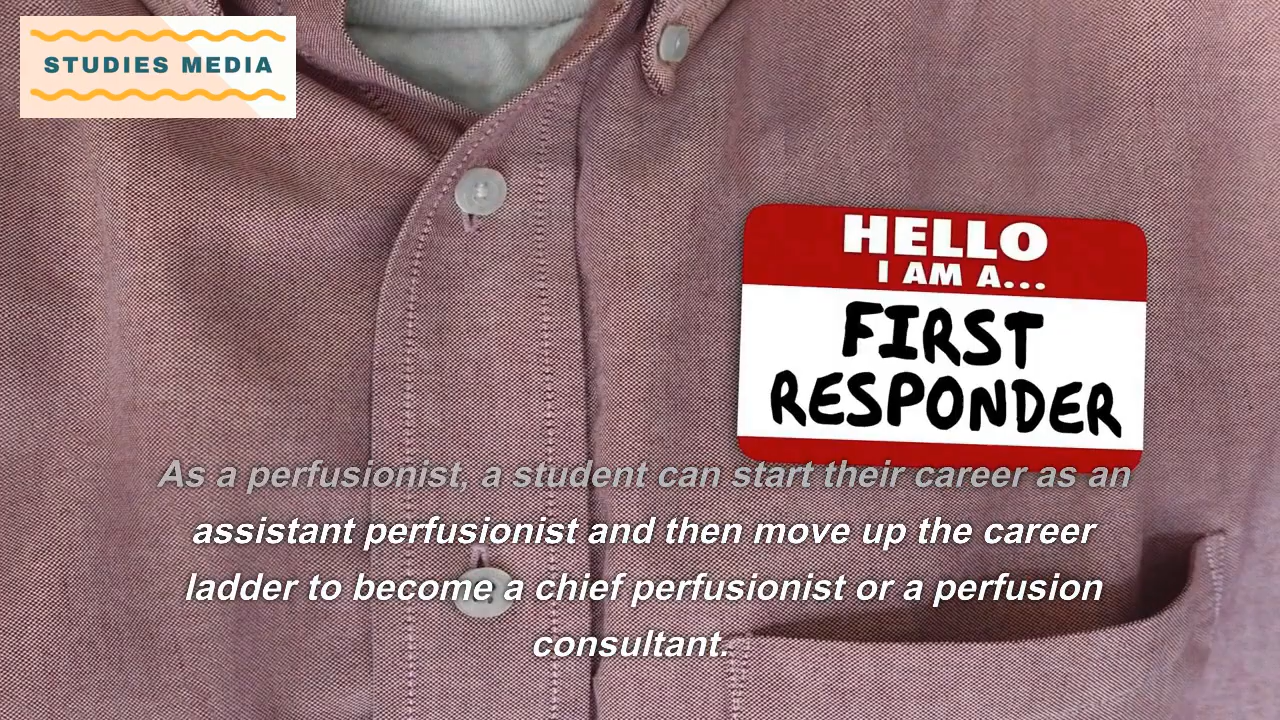 STUDIES MEDIA
HELLO
I AM A...
FIRST
RESPONDER
As a perfusionist, a student can start their career as an
assistant perfusionist and then move up the career
ladder to become a chief perfusionist or a perfusion
consultant.